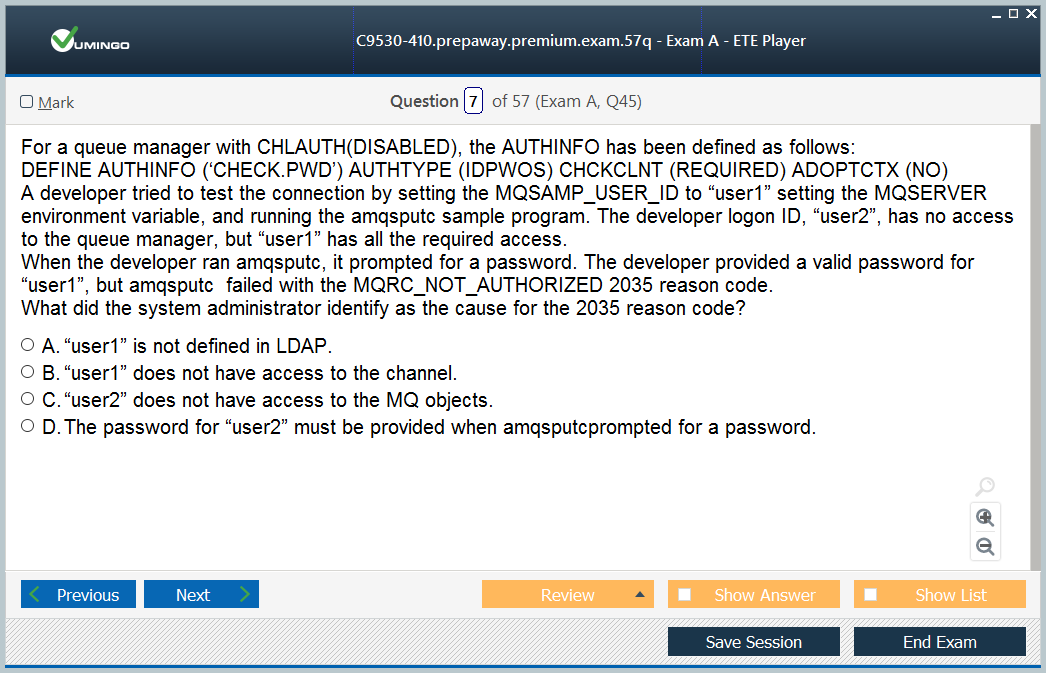 VUMINGO
C9530-410.prepaway.premium.exam.57q - Exam A - ETE Player
Mark
Question 7 of 57 (Exam A, Q45)
For a queue manager with CHLAUTH(DISABLED), the AUTHINFO has been defined as follows:
DEFINE AUTHINFO (‘CHECK.PWD’) AUTHTYPE (IDPWOS) CHCKCLNT (REQUIRED) ADOPTCTX (NO)
A developer tried to test the connection by setting the MQSAMP_USER_ID to “user1” setting the MQSERVER
environment variable, and running the amqsputc sample program. The developer logon ID, “user2”, has no access
to the queue manager, but “user1” has all the required access.
When the developer ran amqsputc, it prompted for a password. The developer provided a valid password for
“user1”, but amqsputc  failed with the MQRC_NOT_AUTHORIZED 2035 reason code.
What did the system administrator identify as the cause for the 2035 reason code?
A. “user1” is not defined in LDAP.
B. “user1” does not have access to the channel.
C. “user2” does not have access to the MQ objects.
D. The password for “user2” must be provided when amqsputcprompted for a password.
Previous
Next
Review
Show Answer
Show List
Save Session
End Exam